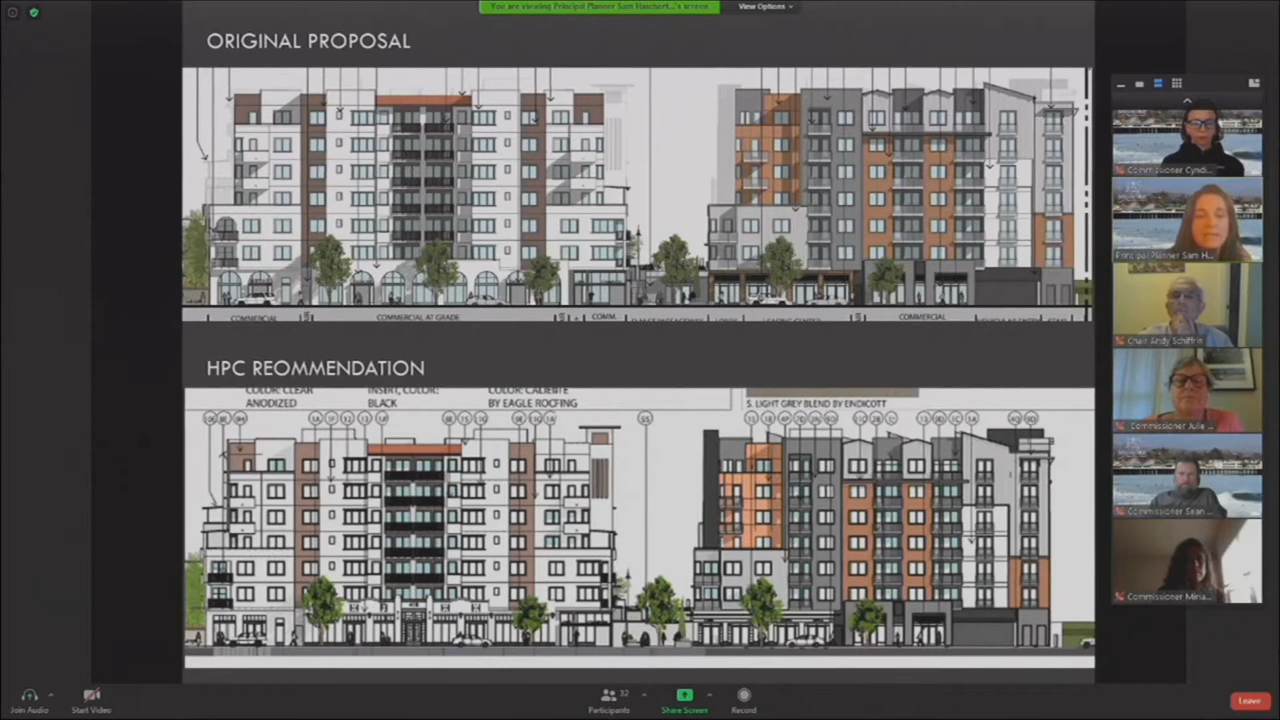 You are viewing Principal Planner Sam Haschert...'s screen
View Options
ORIGINAL PROPOSAL
COMMERCIAL
COMMERCIAL AT GRADE
COMM.
COMMERCIAL
HPC REOMMENDATION
COLOR: CLEAR
ANODIZED
INSERT, COLOR:
BLACK
COLOR: CALIENTE
BY EAGLE ROOFING
S. LIGHT GREY BLEND BY ENDICOTT
Commissioner Cyndi...
Principal Planner Sam H...
Chair Andy Schiffrin
Commissioner Julie ...
Commissioner Sean ...
Commissioner Miria...
Join Audio
Start Video
32
Participants
Share Screen
Record
Leave